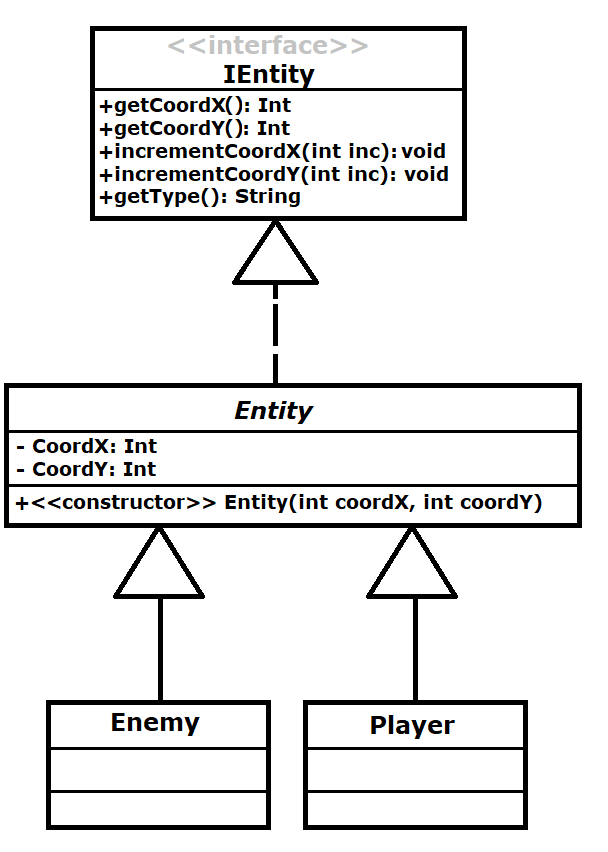 <<interface>>
IEntity
+getCoordX(): Int
+getCoordY(): Int
+incrementCoordX(int inc): void
+incrementCoordY(int inc): void
+getType(): String
Entity
- CoordX: Int
- CoordY: Int
+<<constructor>> Entity(int coordX, int coordY)
Enemy
Player